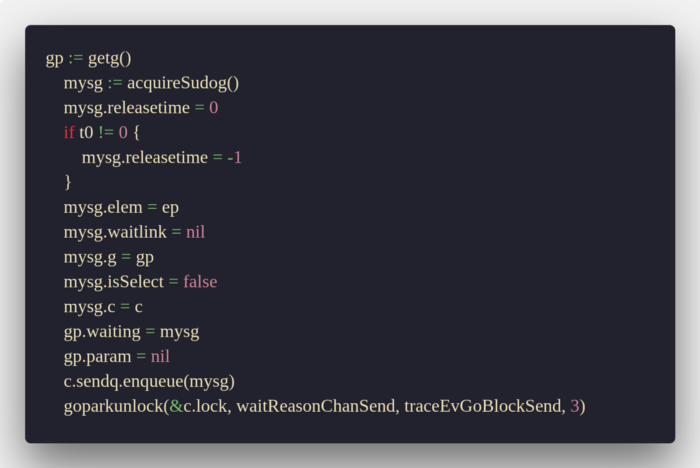 gp := getg()
mysg := acquireSudog()
mysg.releasetime = 0
if t0 != 0 {
mysg.releasetime = -1
}
mysg.elem = ep
mysg.waitlink = nil
mysg.g = gp
mysg.isSelect = false
mysg.c = c
gp.waiting = mysg
gp.param = nil
c.sendq.enqueue(mysg)
goparkunlock(&c.lock, waitReasonChanSend, traceEvGoBlockSend, 3)